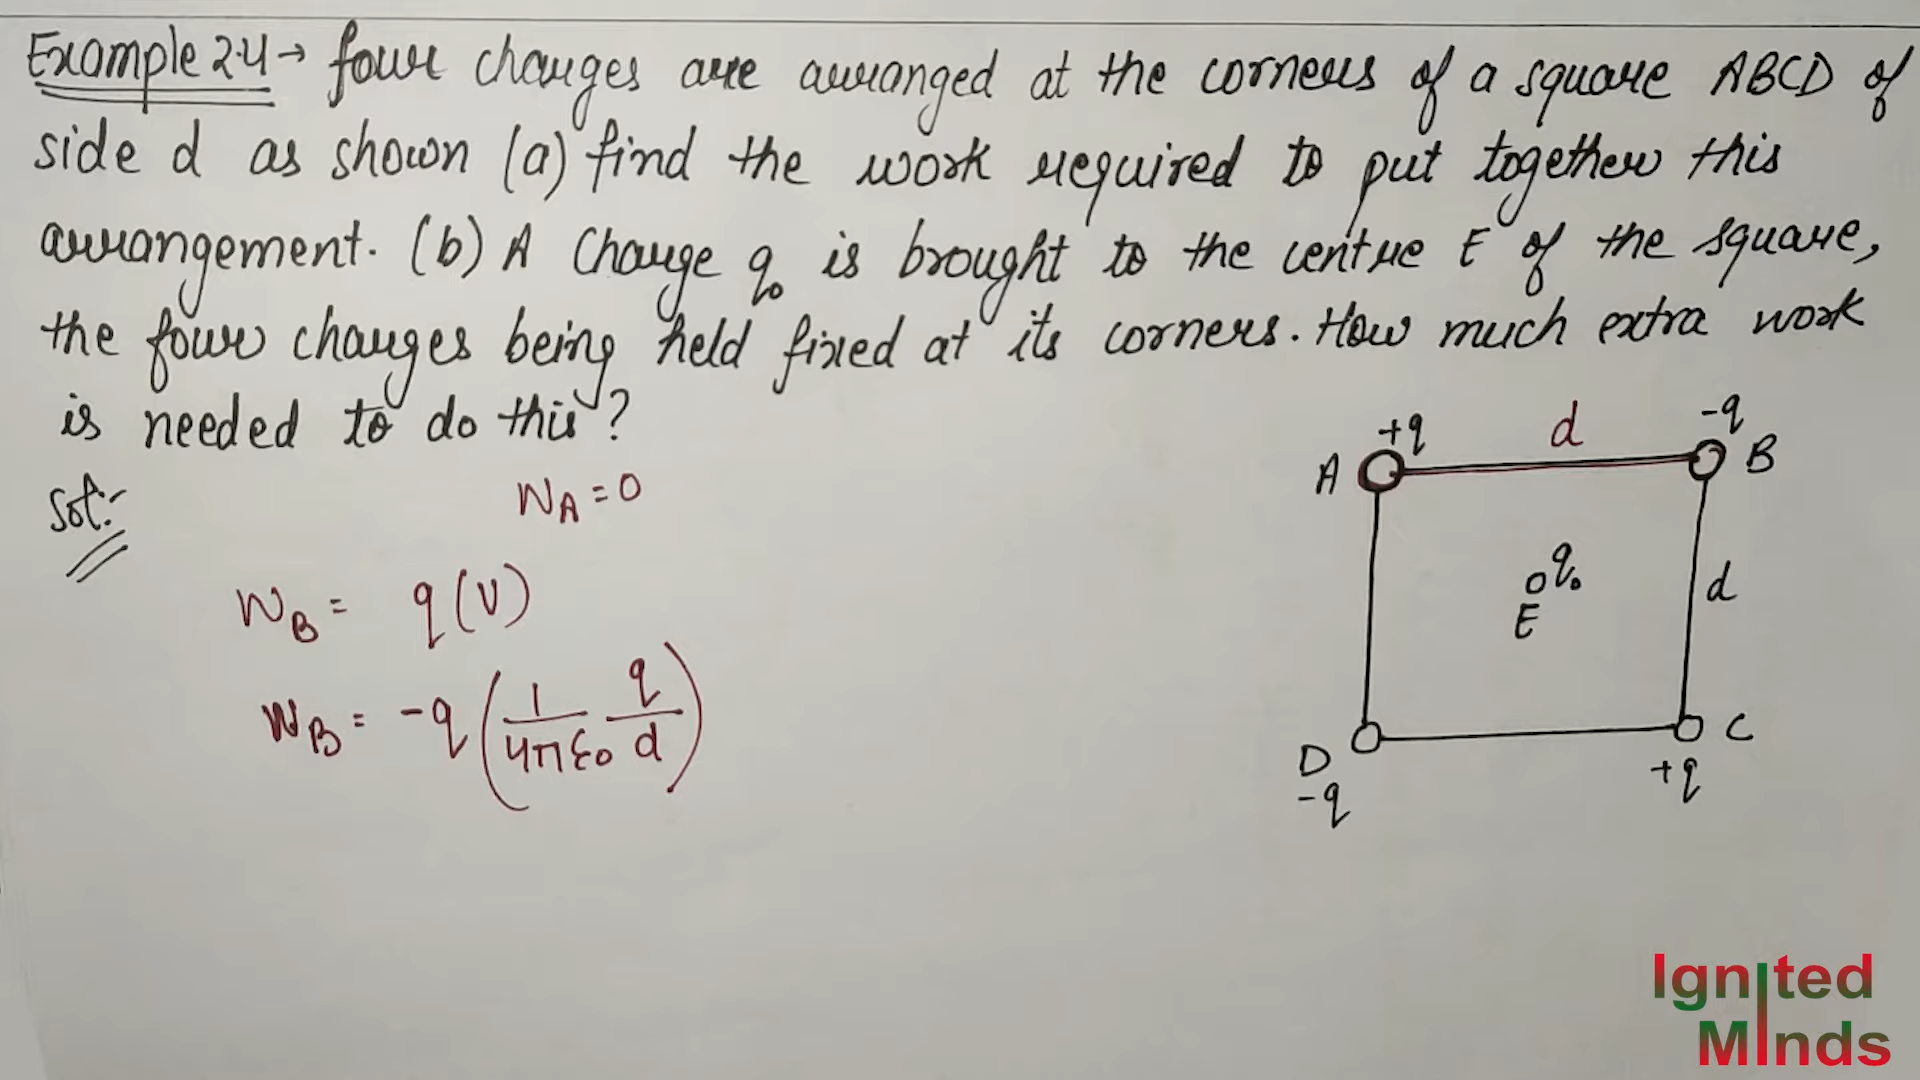 Example 2.4→ four charges are arranged at the corners of a square ABCD of
side d as shown (a) find the work required to put together this
arrangement. (b) A Charge q₀ is brought to the centre E of the square,
the four charges being held fixed at its corners. How much extra work
is needed to do this?
Sol:-
W_A = 0
W_B = q(V)
W_B = -q(1/4πε₀ q/d)
+q d -q
A B
q₀
E d
D C
-q +q
Ignited
Minds